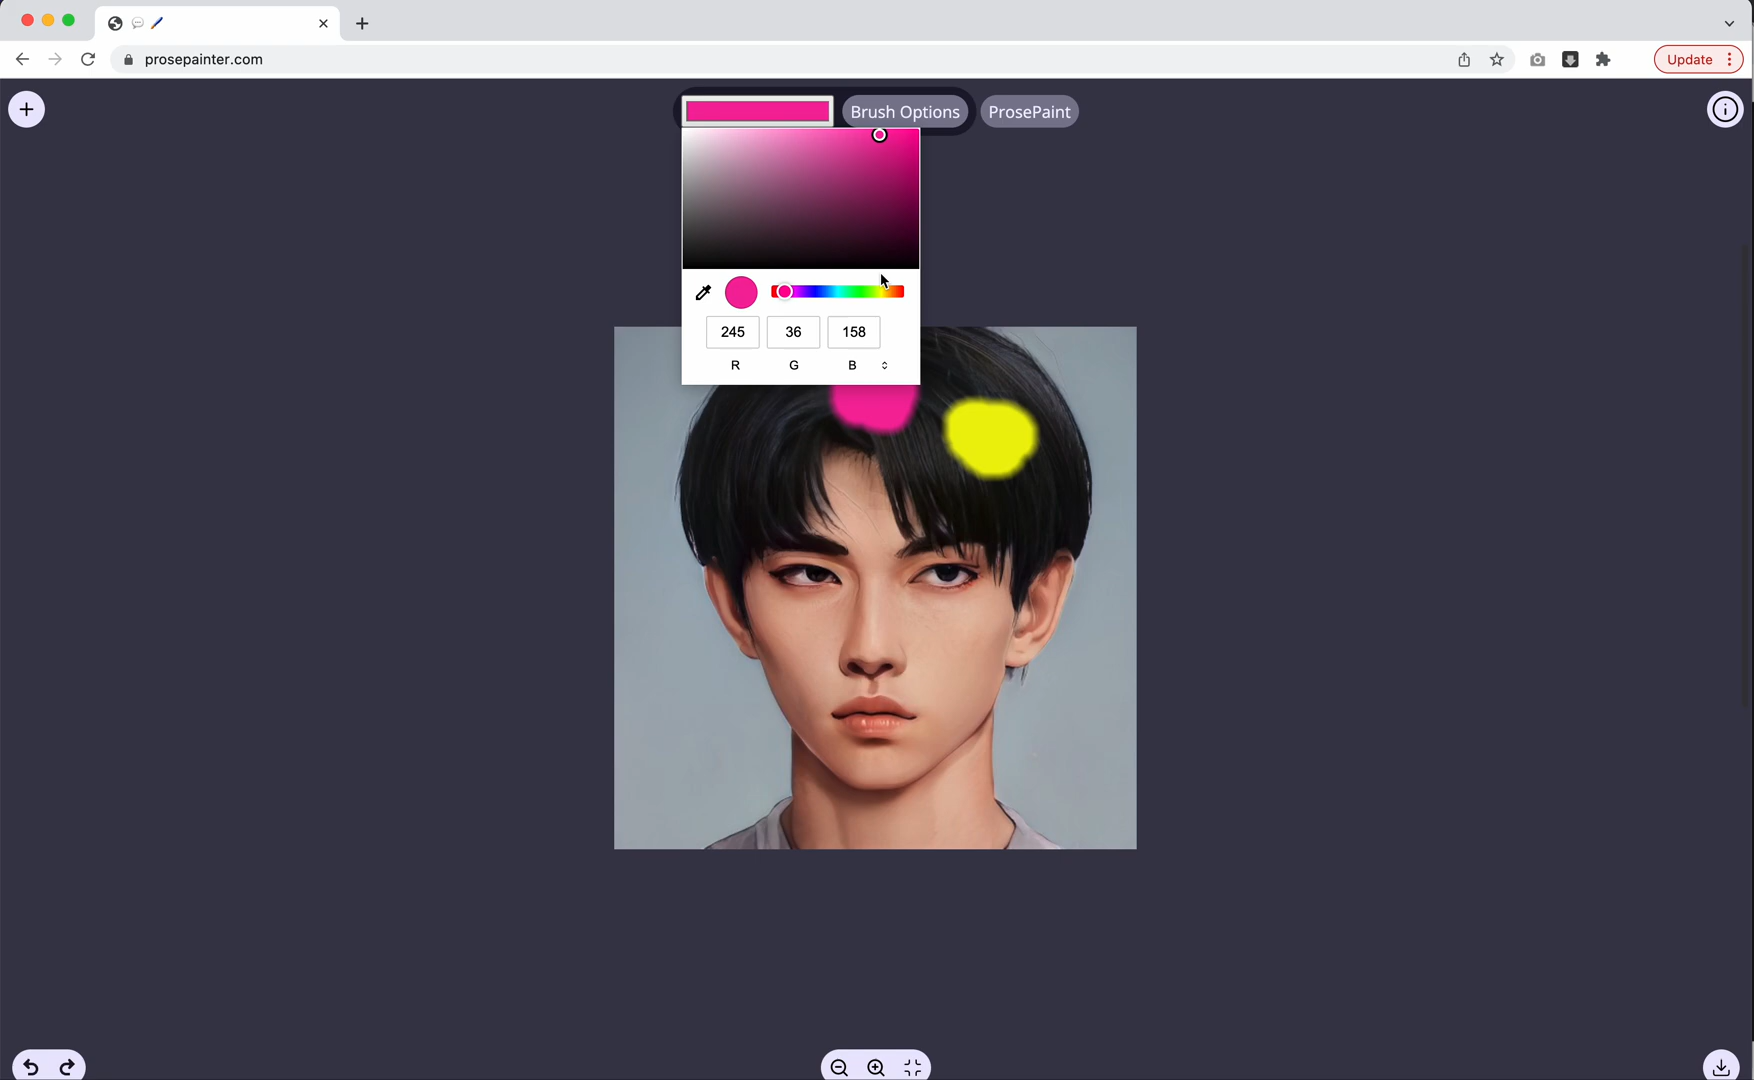 prosepainter.com
Update
Brush Options
ProsePaint
245 36 158
R G B